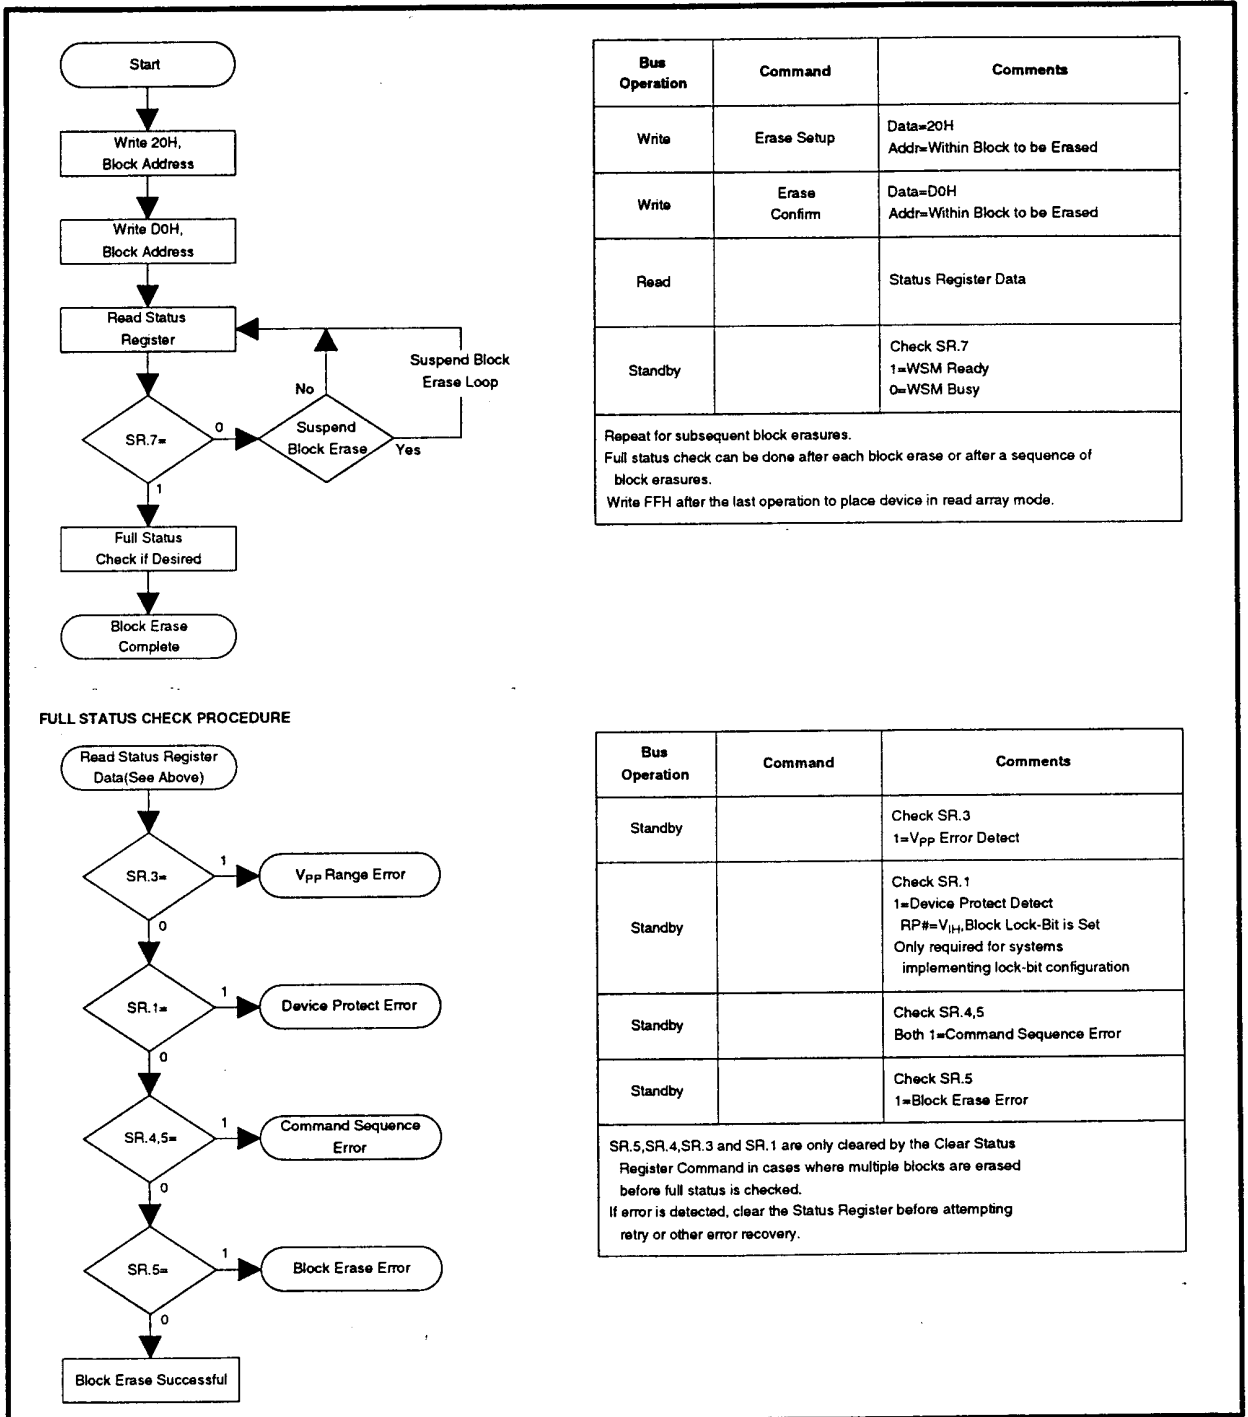 Start
Write 20H,
Block Address
Write D0H,
Block Address
Read Status
Register
Suspend Block
Erase Loop
No
SR.7=
0
Suspend
Block Erase
Yes
1
Full Status
Check if Desired
Block Erase
Complete
Bus
Operation
Command
Comments
Write
Erase Setup
Data=20H
Addr=Within Block to be Erased
Write
Erase
Confirm
Data=D0H
Addr=Within Block to be Erased
Read
Status Register Data
Standby
Check SR.7
1=WSM Ready
0=WSM Busy
Repeat for subsequent block erasures.
Full status check can be done after each block erase or after a sequence of
block erasures.
Write FFH after the last operation to place device in read array mode.
FULL STATUS CHECK PROCEDURE
Read Status Register
Data(See Above)
SR.3=
1
VPP Range Error
0
SR.1=
1
Device Protect Error
0
SR.4,5=
1
Command Sequence
Error
0
SR.5=
1
Block Erase Error
0
Block Erase Successful
Bus
Operation
Command
Comments
Standby
Check SR.3
1=VPP Error Detect
Standby
Check SR.1
1=Device Protect Detect
RP#=VIH,Block Lock-Bit is Set
Only required for systems
implementing lock-bit configuration
Standby
Check SR.4,5
Both 1=Command Sequence Error
Standby
Check SR.5
1=Block Erase Error
SR.5,SR.4,SR.3 and SR.1 are only cleared by the Clear Status
Register Command in cases where multiple blocks are erased
before full status is checked.
If error is detected, clear the Status Register before attempting
retry or other error recovery.